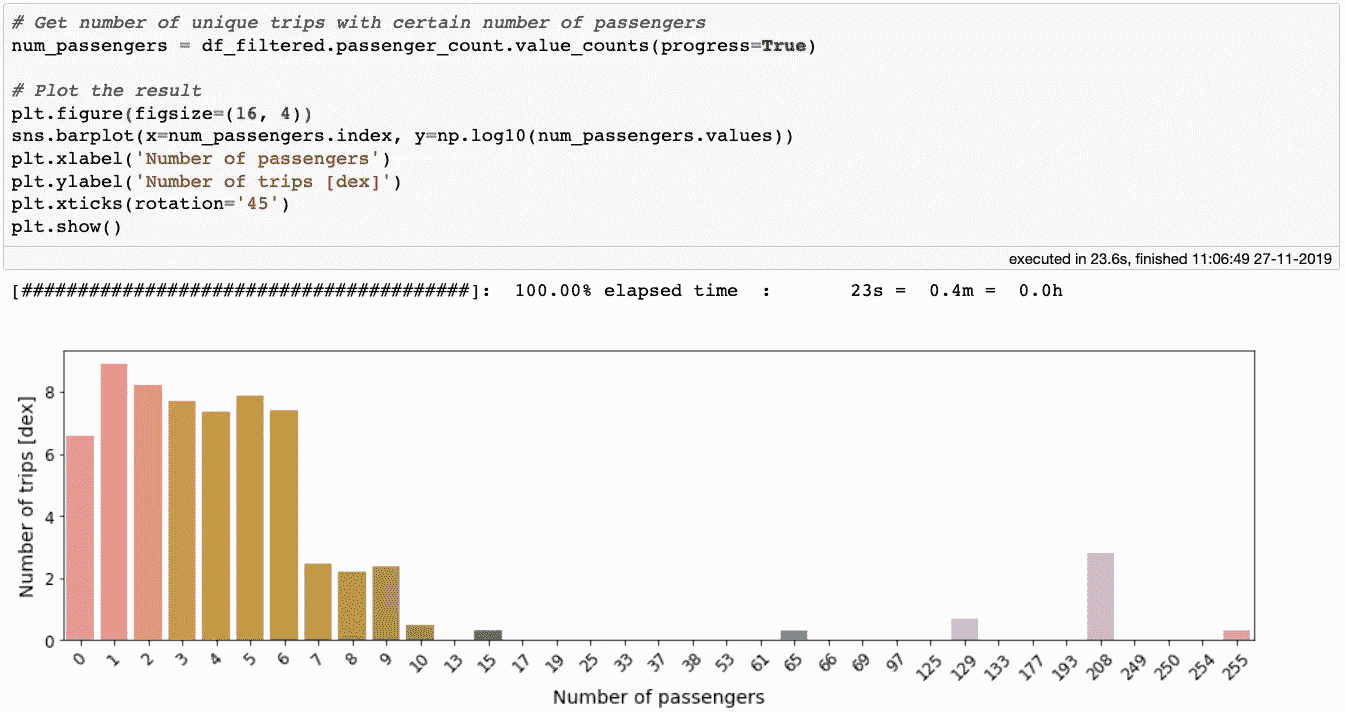 # Get number of unique trips with certain number of passengers
num_passengers = df_filtered.passenger_count.value_counts(progress=True)
# Plot the result
plt.figure(figsize=(16, 4))
sns.barplot(x=num_passengers.index, y=np.log10(num_passengers.values))
plt.xlabel('Number of passengers')
plt.ylabel('Number of trips [dex]')
plt.xticks(rotation='45')
plt.show()
executed in 23.6s, finished 11:06:49 27-11-2019
[########################################]: 100.00% elapsed time : 23s = 0.4m = 0.0h
Number of trips [dex]
8
6
4
2
0
0 1 2 3 4 5 6 7 8 9 10 13 15 17 19 25 33 37 38 53 61 65 66 69 97 125 129 133 177 193 208 249 250 254 255
Number of passengers